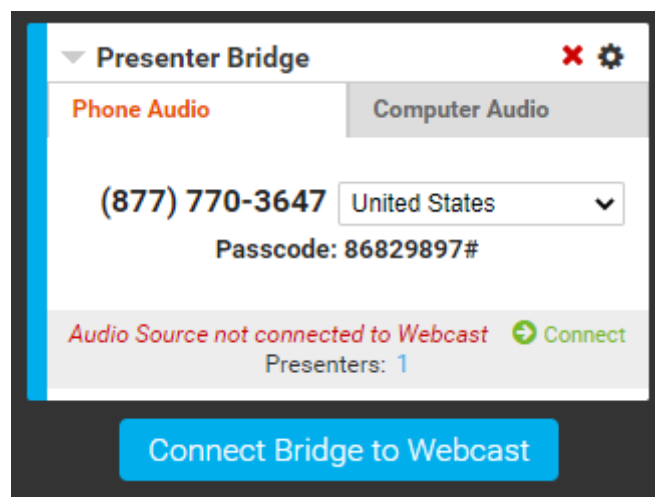 Presenter Bridge
Phone Audio Computer Audio
(877) 770-3647 United States
Passcode: 86829897#
Audio Source not connected to Webcast Connect
Presenters: 1
Connect Bridge to Webcast